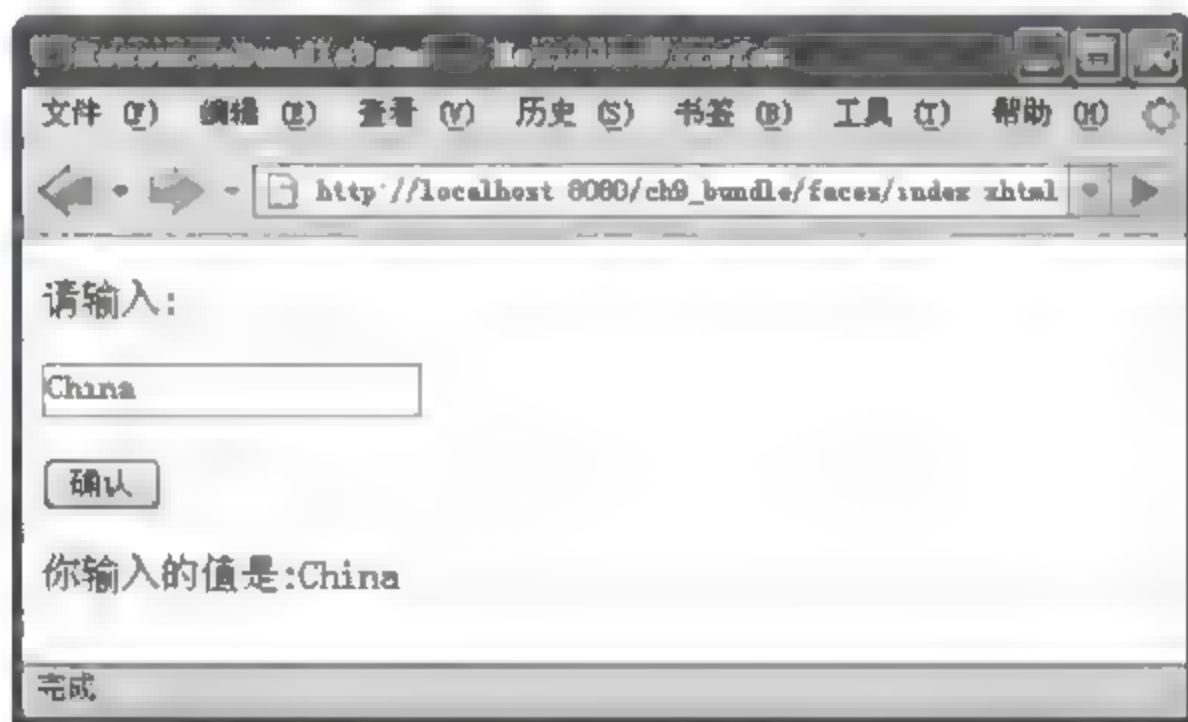 文件 (F) 编辑 (E) 查看 (V) 历史 (S) 书签 (B) 工具 (T) 帮助 (H)
http://localhost:8080/ch9_bundle/faces/index.xhtml
请输入:
China
确认
你输入的值是:China
完成